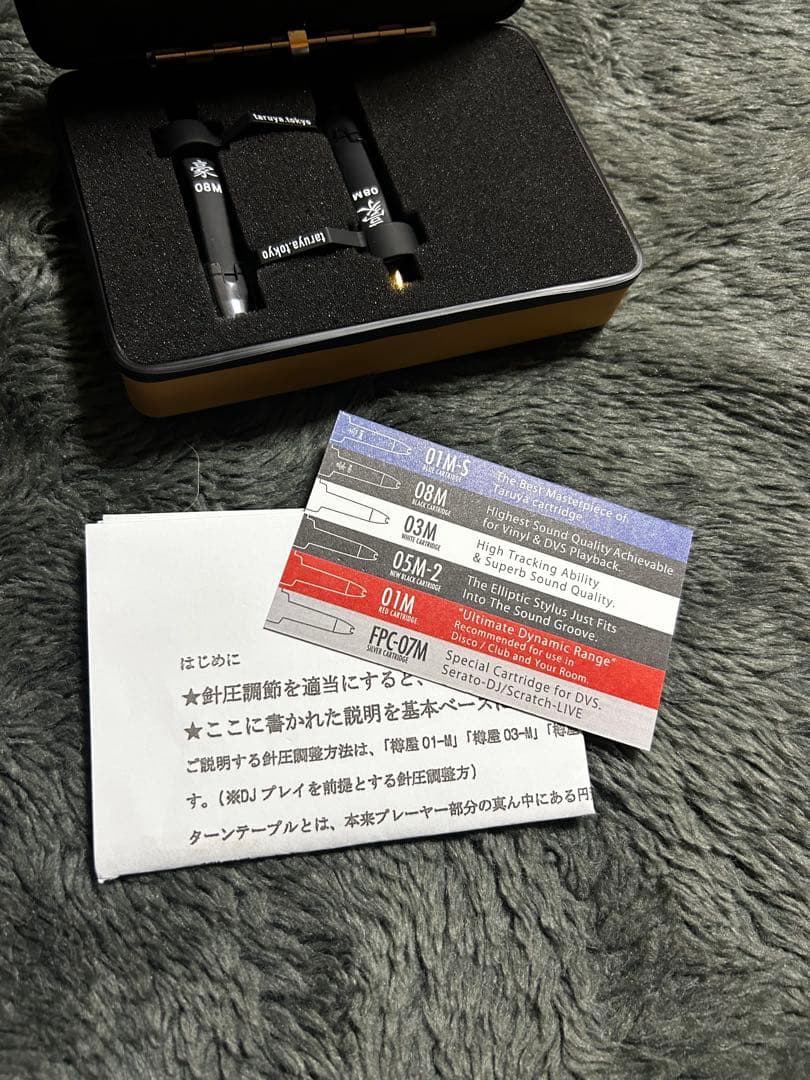 taruya.tokyo
豪
08M
豪
08M
taruya.tokyo
01M-S
BLUE CARTRIDGE
The Best Masterpiece of
Taruya cartridge.
08M
BLACK CARTRIDGE
Highest Sound Quality Achievable
for Vinyl & DVS Playback.
03M
WHITE CARTRIDGE
High Tracking Ability
& Superb Sound Quality.
05M-2
NEW BLACK CARTRIDGE
The Elliptic Stylus Just Fits
Into The Sound Groove.
01M
RED CARTRIDGE
"Ultimate Dynamic Range"
Recommended for use in
Disco / Club and Your Room.
FPC-07M
SILVER CARTRIDGE
Special Cartridge for DVS.
Serato-DJ/Scratch-LIVE
はじめに
★針圧調節を適当にすると、
★ここに書かれた説明を基本ベースに
ご説明する針圧調整方法は、「樽屋 01-M」「樽屋 03-M」「樽屋
す。(※DJ プレイを前提とする針圧調整方)
ターンテーブルとは、本来プレーヤー部分の真ん中にある円